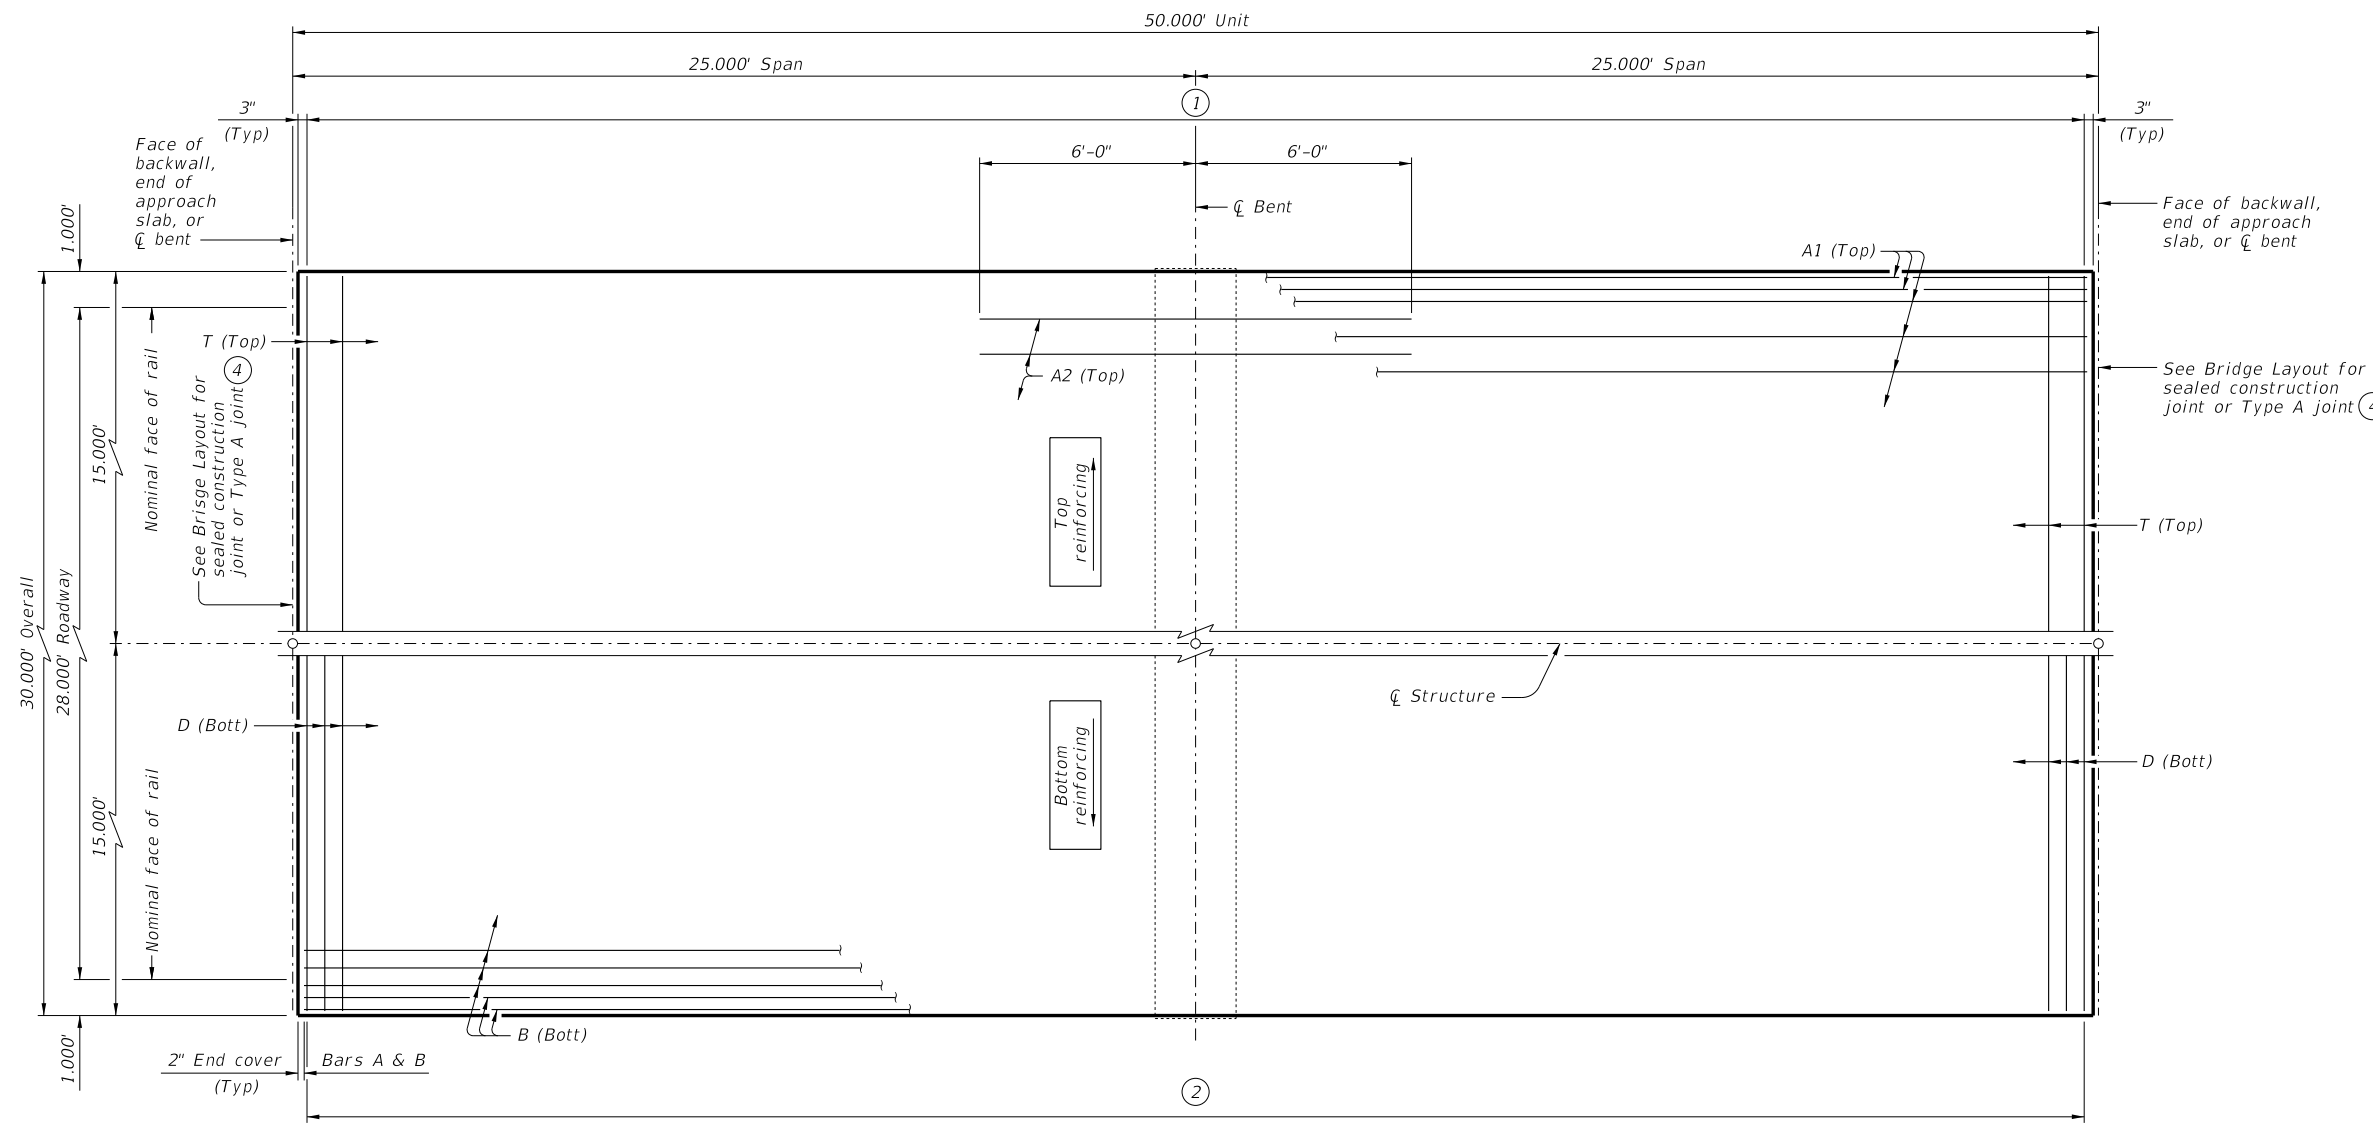 50.000' Unit
25.000' Span
25.000' Span
3"
(Typ)
1
3"
(Typ)
6'-0"
6'-0"
Face of
backwall,
end of
approach
slab, or
℄ bent
℄ Bent
Face of backwall,
end of approach
slab, or ℄ bent
1.000'
A1 (Top)
T (Top)
4
A2 (Top)
See Bridge Layout for
sealed construction
joint or Type A joint 4
15.000'
Nominal face of rail
See Brisge Layout for
sealed construction
joint or Type A joint
Top
reinforcing
T (Top)
30.000' Overall
28.000' Roadway
℄ Structure
D (Bott)
Bottom
reinforcing
D (Bott)
15.000'
Nominal face of rail
B (Bott)
1.000'
2" End cover
(Typ)
Bars A & B
2